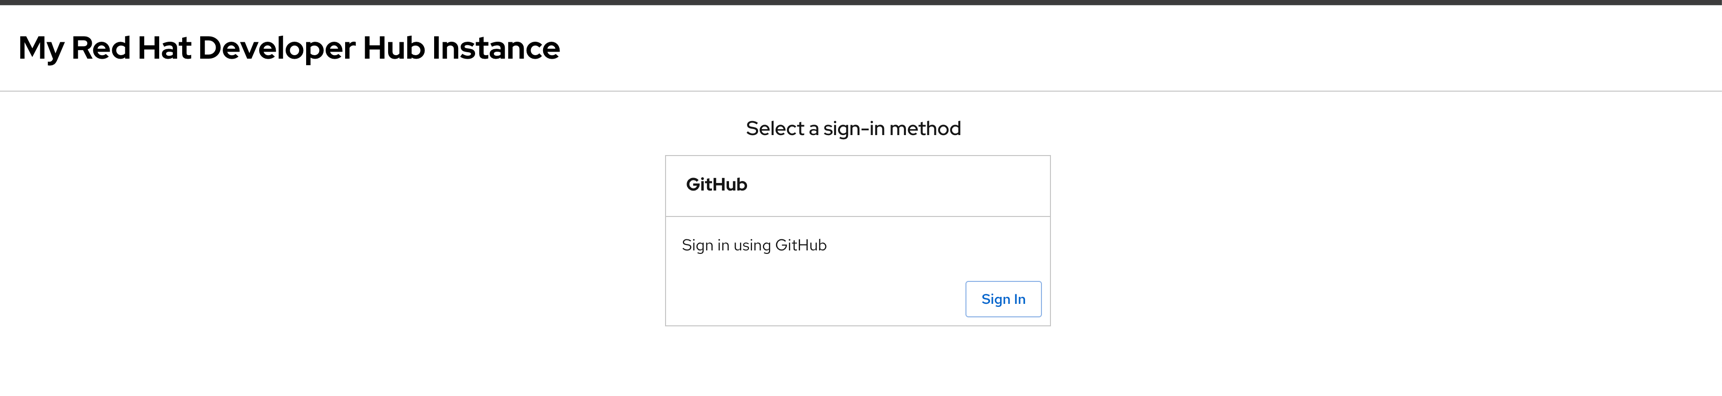 My Red Hat Developer Hub Instance
Select a sign-in method
GitHub
Sign in using GitHub
Sign In